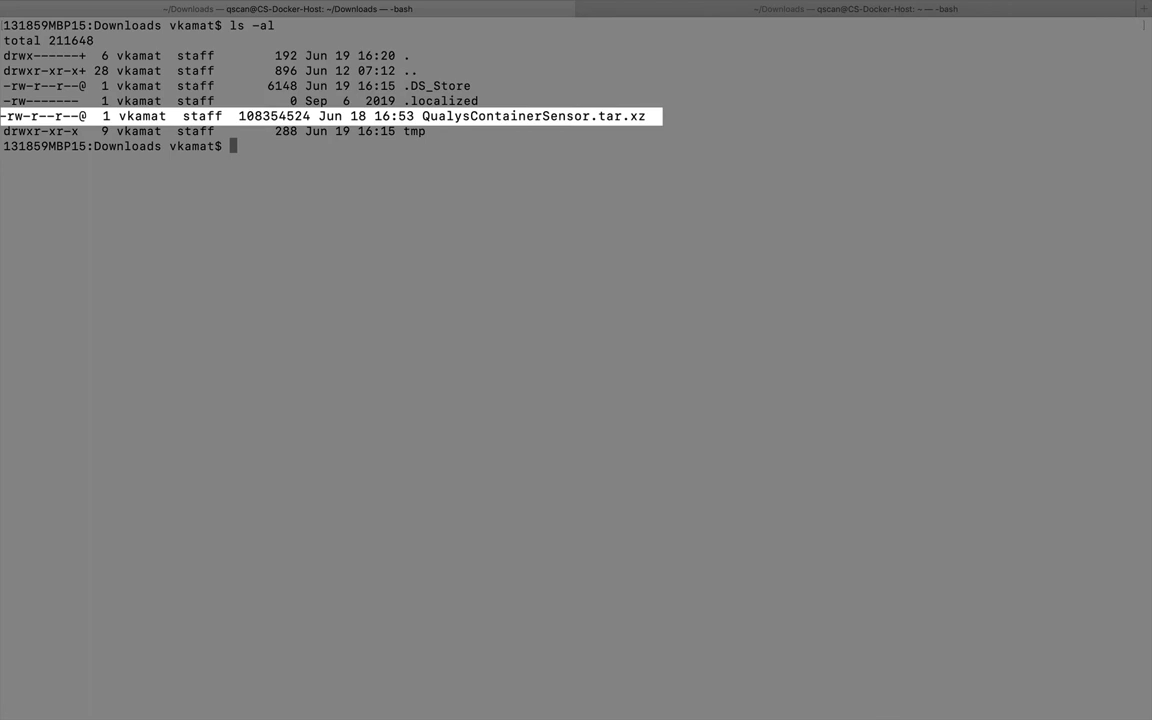 ~/Downloads — qscan@CS-Docker-Host: ~/Downloads — -bash
~/Downloads — qscan@CS-Docker-Host: ~ — -bash
+
131859MBP15:Downloads vkamat$ ls -al
total 211648
drwx------+  6 vkamat  staff        192 Jun 19 16:20 .
drwxr-xr-x+ 28 vkamat  staff        896 Jun 12 07:12 ..
-rw-r--r--@  1 vkamat  staff       6148 Jun 19 16:15 .DS_Store
-rw-------   1 vkamat  staff          0 Sep  6  2019 .localized
-rw-r--r--@  1 vkamat  staff  108354524 Jun 18 16:53 QualysContainerSensor.tar.xz
drwxr-xr-x   9 vkamat  staff        288 Jun 19 16:15 tmp
131859MBP15:Downloads vkamat$